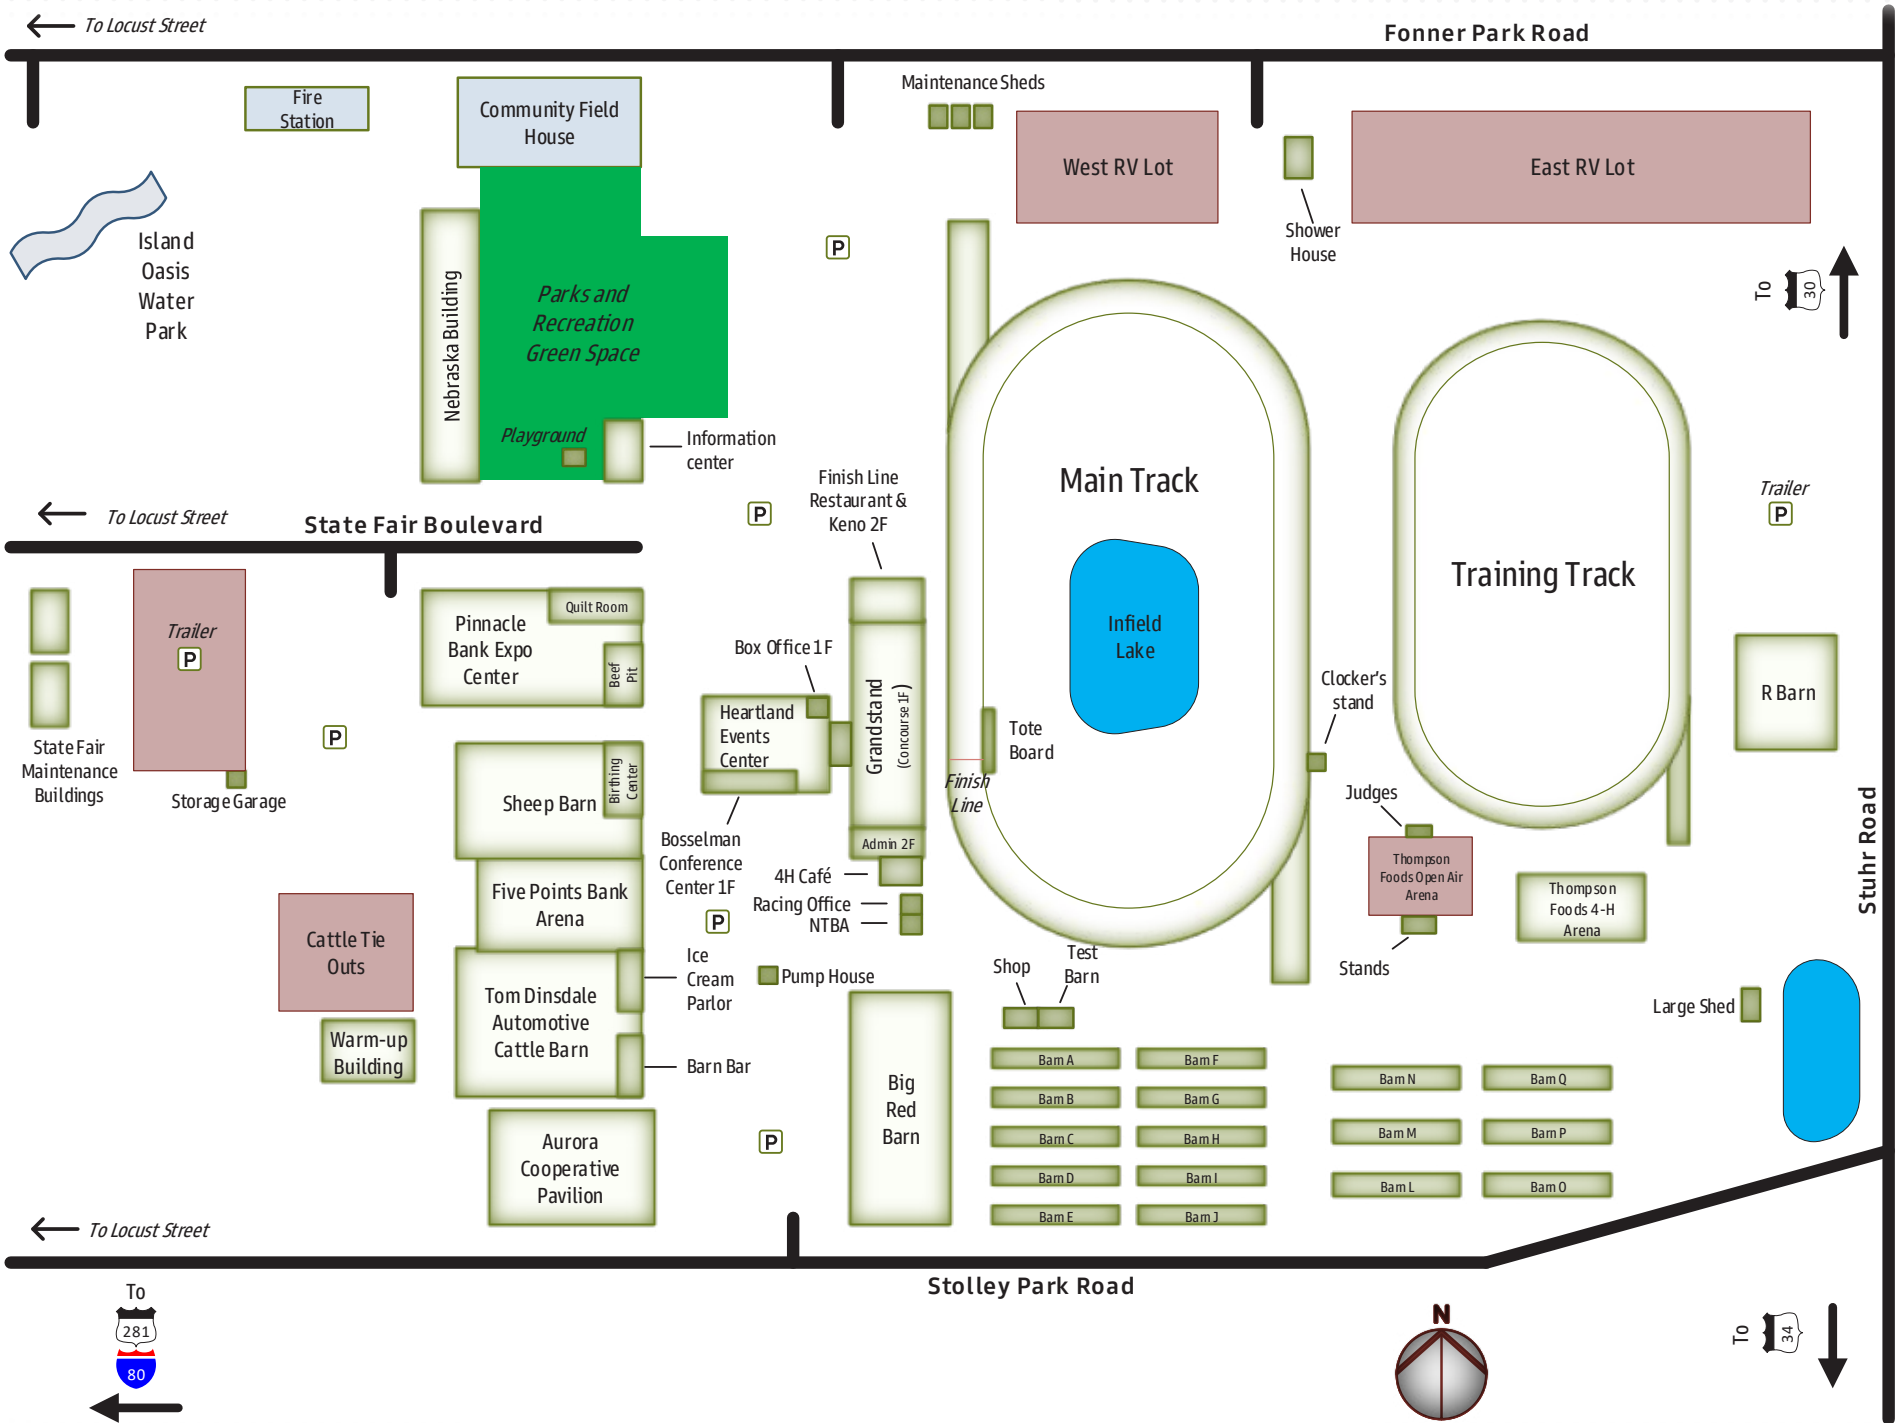 To Locust Street
Fonner Park Road
Maintenance Sheds
Fire
Station
Community Field
House
West RV Lot
East RV Lot
Shower
House
Island
Oasis
Water
Park
P
To
30
Nebraska Building
Parks and
Recreation
Green Space
Playground
Information
center
Finish Line
Restaurant &
Keno 2F
Main Track
Training Track
Trailer
P
To Locust Street
State Fair Boulevard
P
Trailer
P
Pinnacle
Bank Expo
Center
Quilt Room
Beef
Pit
Infield
Lake
Box Office 1F
Heartland
Events
Center
Grandstand
(Concourse 1F)
Clocker's
stand
R Barn
Tote
Board
Finish
Line
P
State Fair
Maintenance
Buildings
Storage Garage
Sheep Barn
Birthing
Center
Judges
Stuhr Road
Bosselman
Conference
Center 1F
Admin 2F
4H Café
Racing Office
NTBA
P
Thompson
Foods Open Air
Arena
Thompson
Foods 4-H
Arena
Stands
Five Points Bank
Arena
Cattle Tie
Outs
Ice
Cream
Parlor
Pump House
Shop
Test
Barn
Large Shed
Tom Dinsdale
Automotive
Cattle Barn
Warm-up
Building
Barn Bar
Big
Red
Barn
Barn A
Barn F
Barn B
Barn G
Barn C
Barn H
Barn D
Barn I
Barn E
Barn J
Barn N
Barn Q
Barn M
Barn P
Barn L
Barn O
Aurora
Cooperative
Pavilion
P
To Locust Street
Stolley Park Road
To
281
80
N
To
34